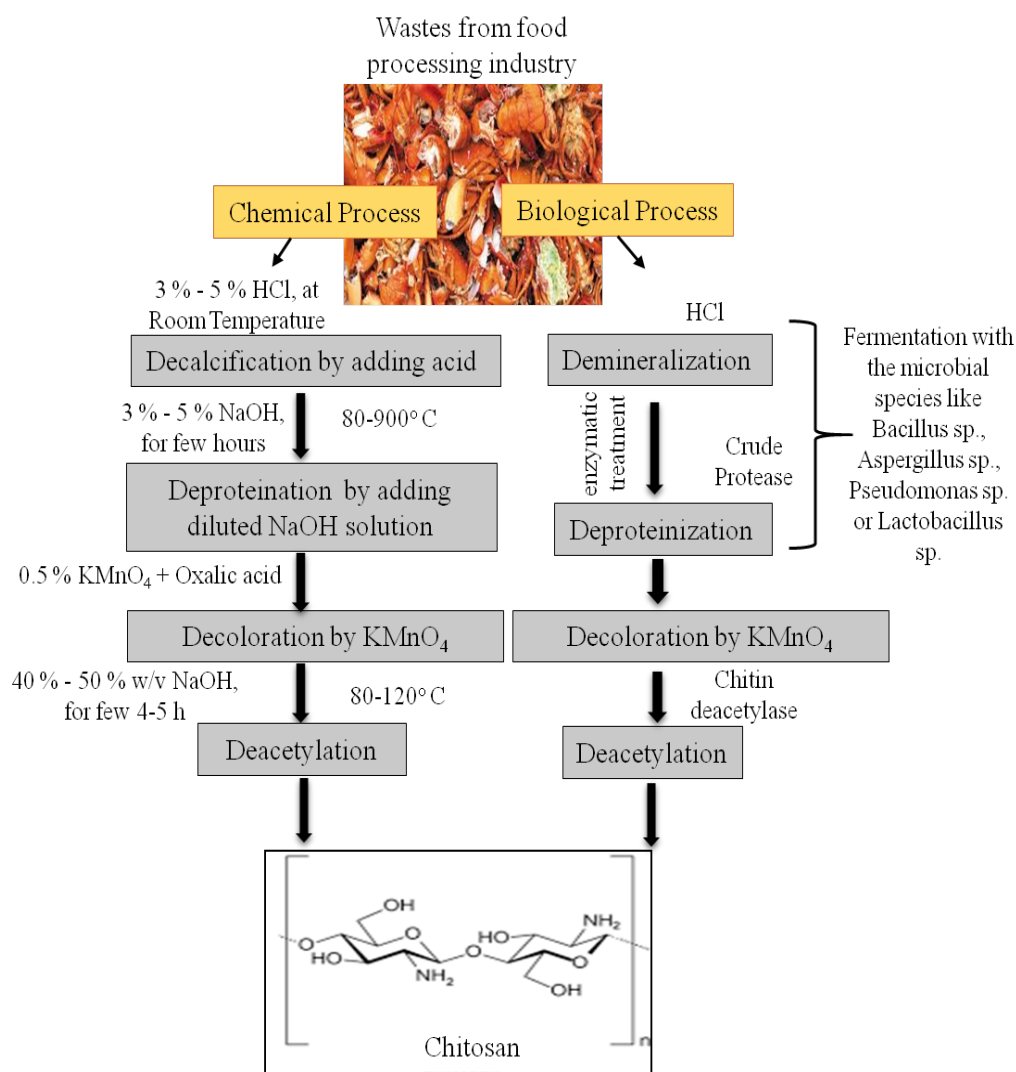 Wastes from food
processing industry
Chemical Process
Biological Process
3 % - 5 % HCl, at
Room Temperature
Decalcification by adding acid
3 % - 5 % NaOH,
for few hours
80-900° C
Deproteination by adding
diluted NaOH solution
0.5 % KMnO₄ + Oxalic acid
Decoloration by KMnO₄
40 % - 50 % w/v NaOH,
for few 4-5 h
80-120° C
Deacetylation
HCl
Demineralization
enzymatic
treatment
Crude
Protease
Deproteinization
Fermentation with
the microbial
species like
Bacillus sp.,
Aspergillus sp.,
Pseudomonas sp.
or Lactobacillus
sp.
Decoloration by KMnO₄
Chitin
deacetylase
Deacetylation
OH
O
O
HO
NH₂
O
NH₂
HO
O
OH
n
Chitosan